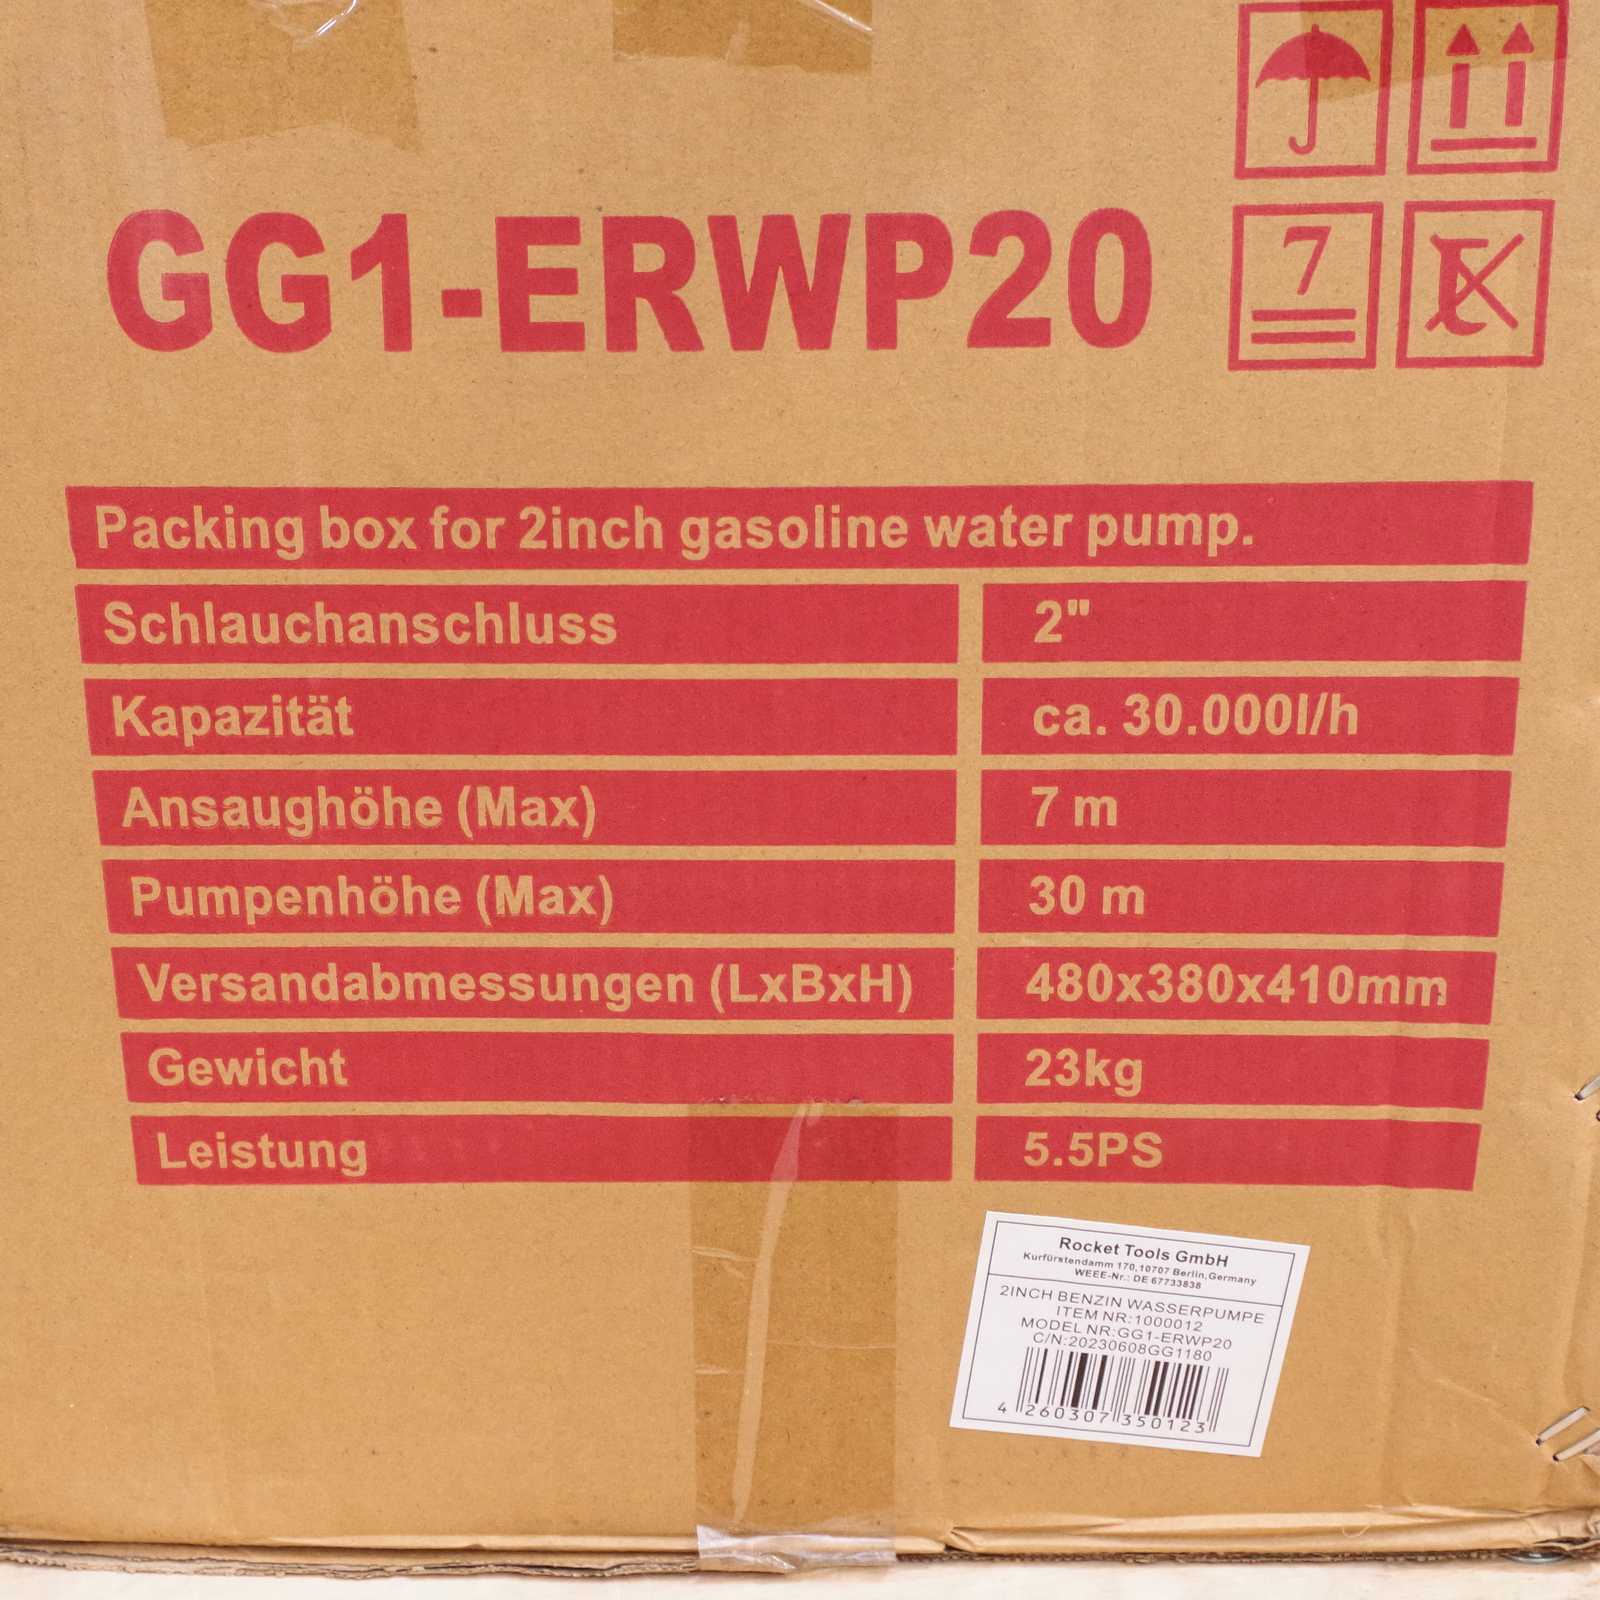 GG1-ERWP20
7
Packing box for 2inch gasoline water pump.
Schlauchanschluss 2"
Kapazität ca. 30.000l/h
Ansaughöhe (Max) 7 m
Pumpenhöhe (Max) 30 m
Versandabmessungen (LxBxH) 480x380x410mm
Gewicht 23kg
Leistung 5.5PS
Rocket Tools GmbH
Kurfürstendamm 170,10707 Berlin,Germany
WEEE-Nr.: DE 67733838
2INCH BENZIN WASSERPUMPE
ITEM NR:1000012
MODEL NR:GG1-ERWP20
C/N:20230608GG1180
4 260307 350123